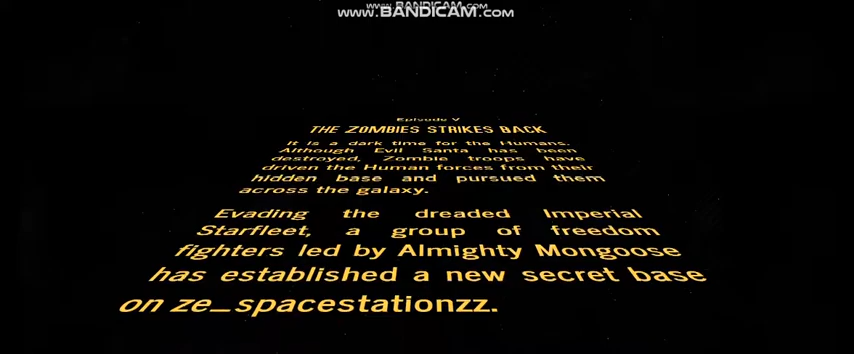 www.BANDICAM.com
www.BANDICAM.com
Episode V
THE ZOMBIES STRIKES BACK
It is a dark time for the Humans.
Although Evil Santa has been
destroyed, Zombie troops have
driven the Human forces from their
hidden base and pursued them
across the galaxy.
Evading the dreaded Imperial
Starfleet, a group of freedom
fighters led by Almighty Mongoose
has established a new secret base
on ze_spacestationzz.